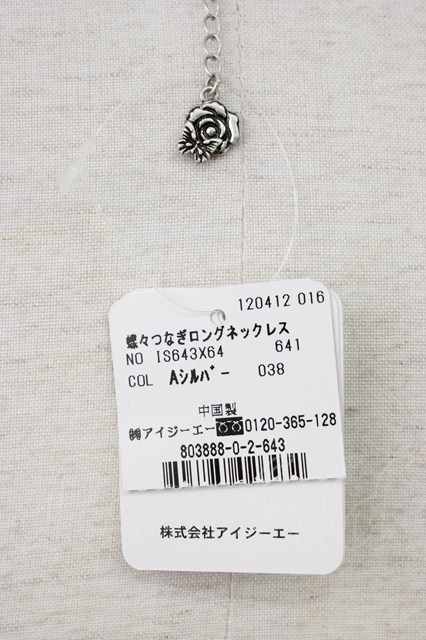 120412 016
蝶々つなぎロングネックレス
NO IS643X64 641
COL Aシルバー 038
中国製
㈱アイジーエー 0120-365-128
803888-0-2-643
株式会社アイジーエー